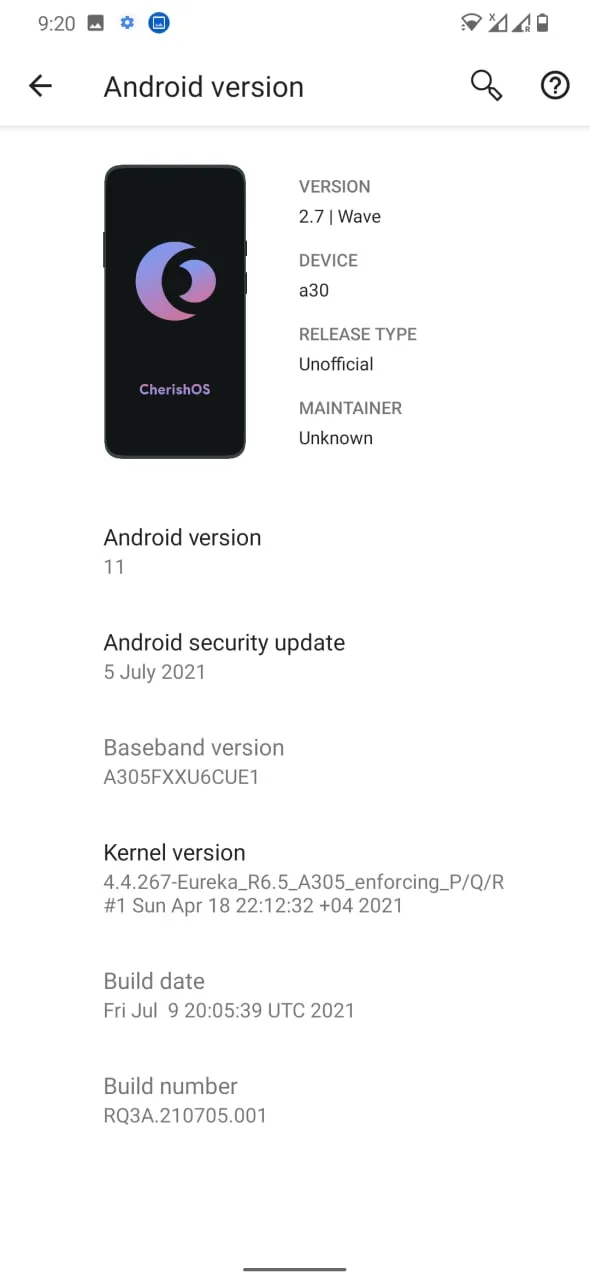 9:20
Android version
VERSION
2.7 | Wave
DEVICE
a30
RELEASE TYPE
Unofficial
MAINTAINER
Unknown
CherishOS
Android version
11
Android security update
5 July 2021
Baseband version
A305FXXU6CUE1
Kernel version
4.4.267-Eureka_R6.5_A305_enforcing_P/Q/R
#1 Sun Apr 18 22:12:32 +04 2021
Build date
Fri Jul  9 20:05:39 UTC 2021
Build number
RQ3A.210705.001